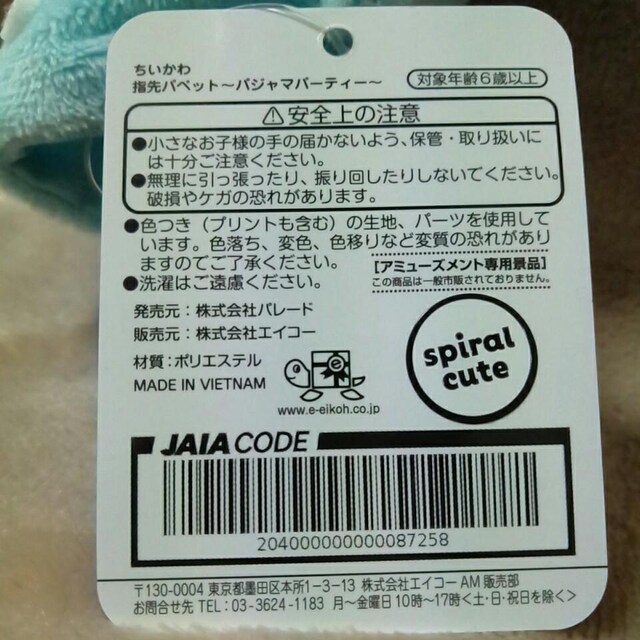 ちいかわ
指先パペット〜パジャマパーティー〜
対象年齢6歳以上
⚠安全上の注意
●小さなお子様の手の届かないよう、保管・取り扱いに
は十分ご注意ください。
●無理に引っ張ったり、振り回したりしないでください。
破損やケガの恐れがあります。
●色つき（プリントも含む）の生地、パーツを使用して
います。色落ち、変色、色移りなど変質の恐れがあり
ますのでご了承ください。
●洗濯はご遠慮ください。
【アミューズメント専用景品】
この商品は一般市販されておりません。
発売元：株式会社パレード
販売元：株式会社エイコー
材質：ポリエステル
MADE IN VIETNAM
e
www.e-eikoh.co.jp
spiral
cute
JAIA CODE
204000000000087258
〒130-0004 東京都墨田区本所1-3-13 株式会社エイコー AM 販売部
お問合せ先 TEL：03-3624-1183 月〜金曜日 10時〜17時＜土・日・祝日を除く＞